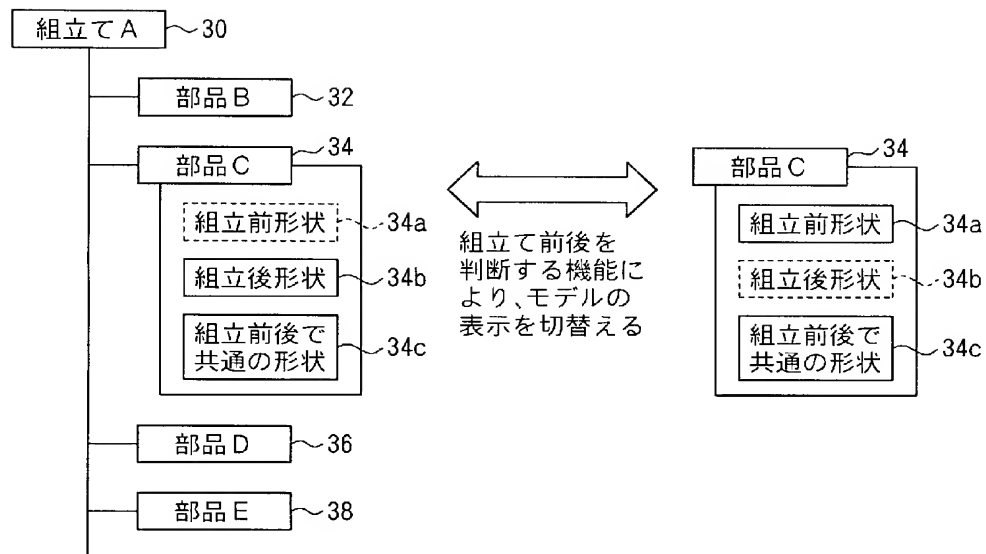 組立てA 30
部品B 32
部品C 34
組立前形状 34a
組立後形状 34b
組立前後で
共通の形状 34c
部品D 36
部品E 38
組立て前後を
判断する機能に
より、モデルの
表示を切替える
部品C 34
組立前形状 34a
組立後形状 34b
組立前後で
共通の形状 34c